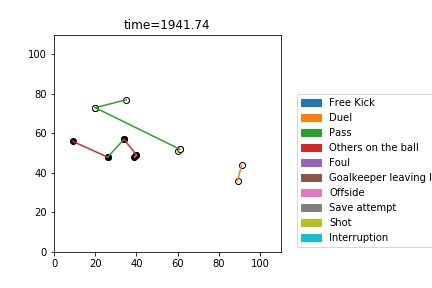 time=1941.74
100
80
60
40
20
0
0 20 40 60 80 100
Free Kick
Duel
Pass
Others on the ball
Foul
Goalkeeper leaving l
Offside
Save attempt
Shot
Interruption